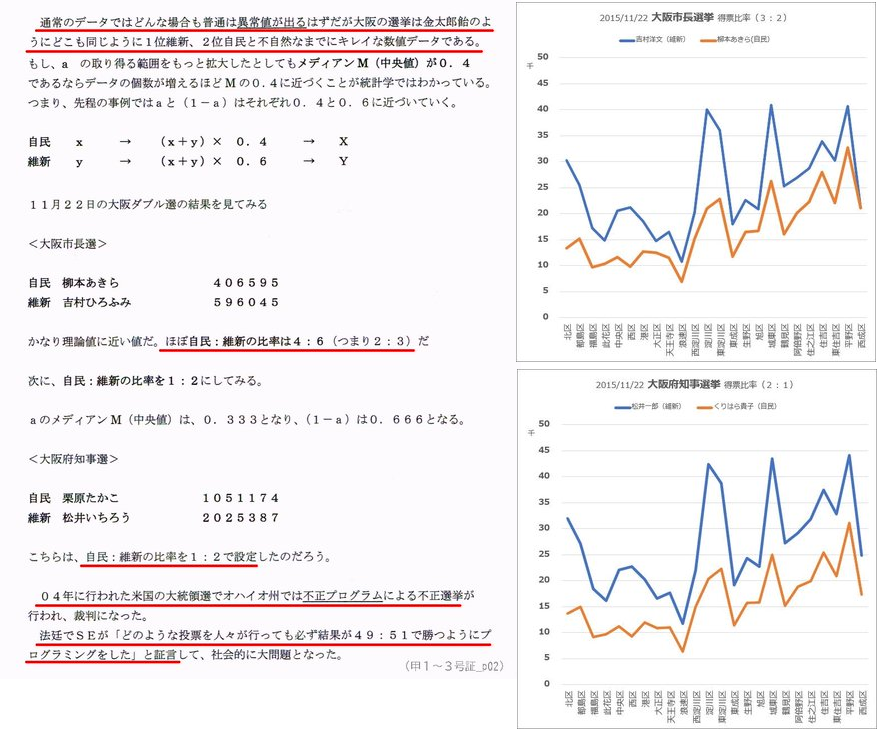 通常のデータではどんな場合も普通は異常値が出るはずだが大阪の選挙は金太郎飴のよ
うにどこも同じように１位維新、２位自民と不自然なまでにキレイな数値データである。
もし、ａ　の取り得る範囲をもっと拡大したとしてもメディアンＭ（中央値）が０．４
であるならデータの個数が増えるほどＭの０．４に近づくことが統計学ではわかっている。
つまり、先程の事例ではａと（１－ａ）はそれぞれ０．４と０．６に近づいていく。
自民　ｘ　→　（ｘ＋ｙ）×　０．４　→　Ｘ
維新　ｙ　→　（ｘ＋ｙ）×　０．６　→　Ｙ
１１月２２日の大阪ダブル選の結果を見てみる
＜大阪市長選＞
自民　柳本あきら　４０６５９５
維新　吉村ひろふみ　５９６０４５
かなり理論値に近い値だ。ほぼ自民：維新の比率は４：６（つまり２：３）だ
次に、自民：維新の比率を１：２にしてみる。
ａのメディアンＭ（中央値）は、０．３３３となり、（１－ａ）は０．６６６となる。
＜大阪府知事選＞
自民　栗原たかこ　１０５１１７４
維新　松井いちろう　２０２５３８７
こちらは、自民：維新の比率を１：２で設定したのだろう。
０４年に行われた米国の大統領選でオハイオ州では不正プログラムによる不正選挙が
行われ、裁判になった。
法廷でＳＥが「どのような投票を人々が行っても必ず結果が４９：５１で勝つようにプ
ログラミングをした」と証言して、社会的に大問題となった。
（甲１～３号証_p02）
2015/11/22 大阪市長選挙 得票比率（３：２）
吉村洋文（維新）　柳本あきら(自民)
千
50
45
40
35
30
25
20
15
10
5
0
北区 都島区 福島区 此花区 中央区 西区 港区 大正区 天王寺区 浪速区 西淀川区 淀川区 東淀川区 東成区 生野区 旭区 城東区 鶴見区 阿倍野区 住之江区 住吉区 東住吉区 平野区 西成区
2015/11/22 大阪府知事選挙 得票比率（２：１）
松井一郎（維新）　くりはら貴子（自民）
千
50
45
40
35
30
25
20
15
10
5
0
北区 都島区 福島区 此花区 中央区 西区 港区 大正区 天王寺区 浪速区 西淀川区 淀川区 東淀川区 東成区 生野区 旭区 城東区 鶴見区 阿倍野区 住之江区 住吉区 東住吉区 平野区 西成区